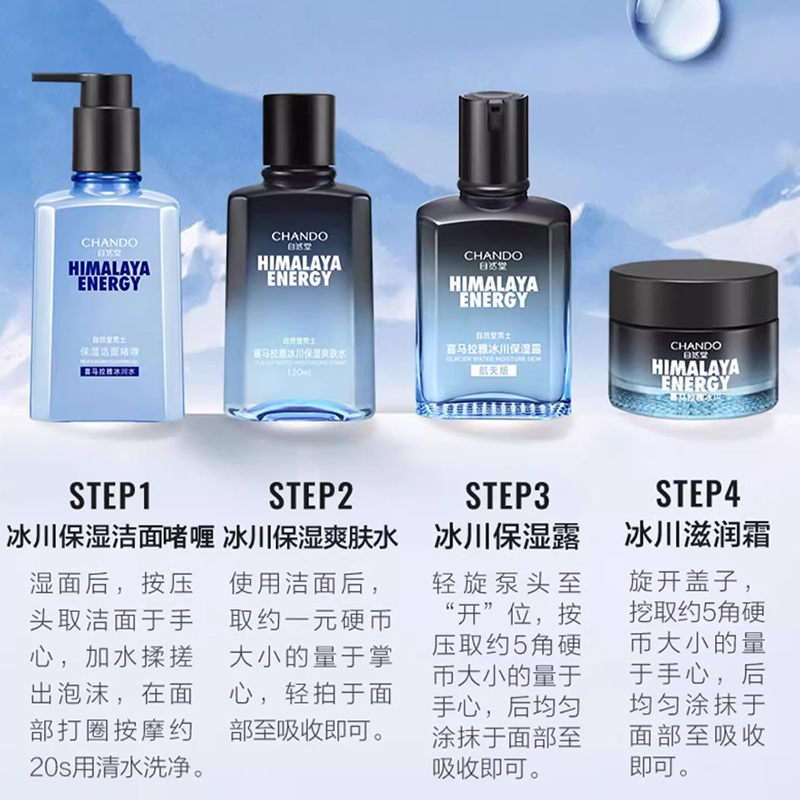 CHANDO
自然堂
HIMALAYA
ENERGY
自然堂男士
保湿洁面啫喱
喜马拉雅冰川水
CHANDO
自然堂
HIMALAYA
ENERGY
自然堂男士
喜马拉雅冰川保湿爽肤水
120mL
CHANDO
自然堂
HIMALAYA
ENERGY
自然堂男士
喜马拉雅冰川保湿露
GLACIER WATER MOISTURE DEW
航天版
CHANDO
自然堂
HIMALAYA
ENERGY
喜马拉雅冰川
STEP1
冰川保湿洁面啫喱
湿面后，按压
头取洁面于手
心，加水揉搓
出泡沫，在面
部打圈按摩约
20s用清水洗净。
STEP2
冰川保湿爽肤水
使用洁面后，
取约一元硬币
大小的量于掌
心，轻拍于面
部至吸收即可。
STEP3
冰川保湿露
轻旋泵头至
“开”位，按
压取约5角硬
币大小的量于
手心，后均匀
涂抹于面部至
吸收即可。
STEP4
冰川滋润霜
旋开盖子，
挖取约5角硬
币大小的量
于手心，后
均匀涂抹于
面部至吸收
即可。